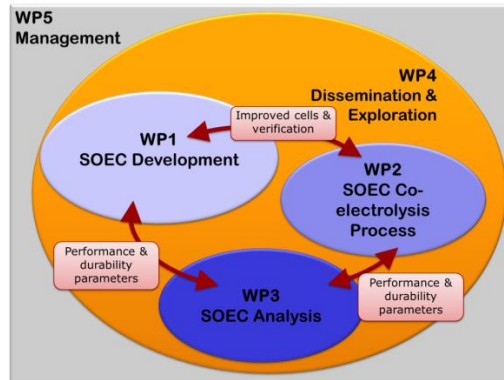 WP5
Management
WP4
Dissemination &
Exploration
Improved cells &
verification
WP1
SOEC Development
WP2
SOEC Co-
electrolysis
Process
Performance &
durability
parameters
WP3
SOEC Analysis
Performance &
durability
parameters